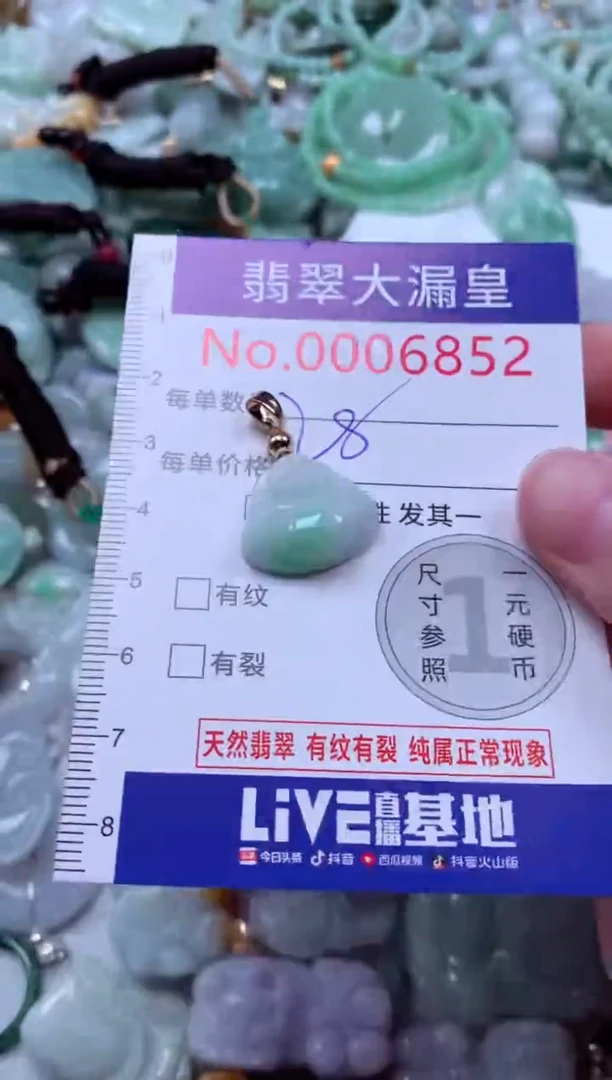 翡翠大漏皇
No.0006852
0
1
2
每单数
28
3
每单价格
4
发其一
5
有纹
尺寸参照
1
一元硬币
6
有裂
7
天然翡翠 有纹有裂 纯属正常现象
8
LiVE直播基地
今日头条 抖音 西瓜视频 抖音火山版